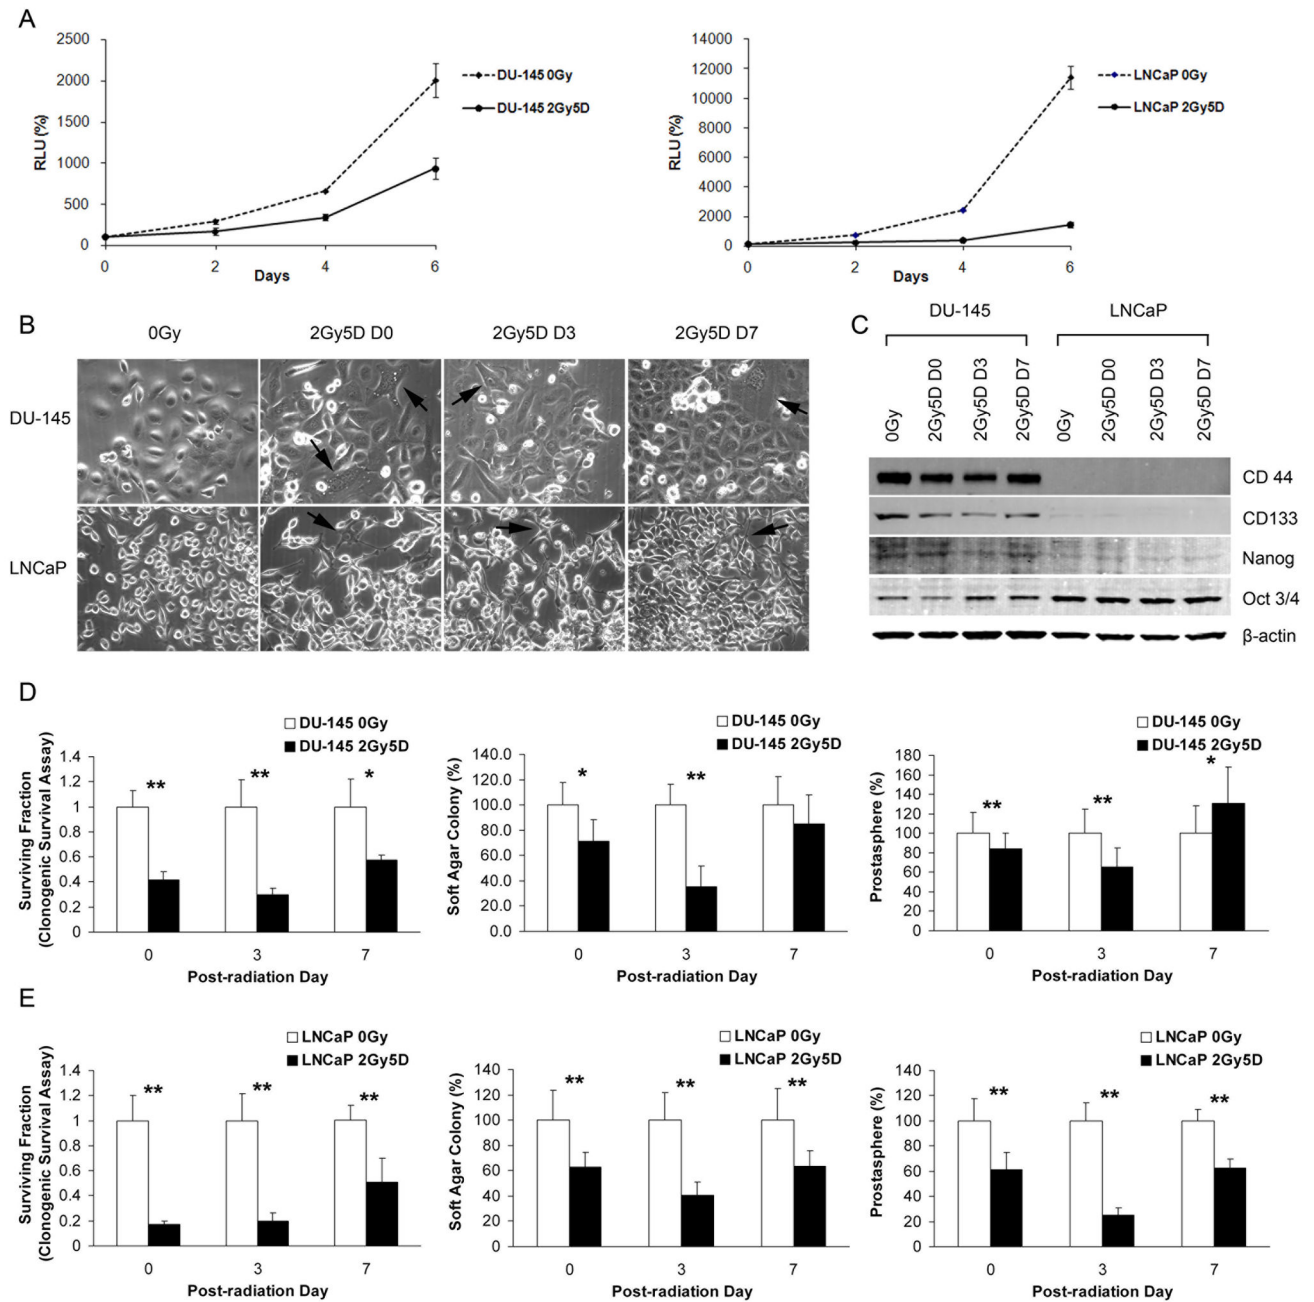 A
2500
2000
1500
1000
500
0
RLU (%)
0 2 4 6
Days
DU-145 0Gy
DU-145 2Gy5D
14000
12000
10000
8000
6000
4000
2000
0
RLU (%)
0 2 4 6
Days
LNCaP 0Gy
LNCaP 2Gy5D
B
0Gy 2Gy5D D0 2Gy5D D3 2Gy5D D7
DU-145
LNCaP
C
DU-145 LNCaP
0Gy 2Gy5D D0 2Gy5D D3 2Gy5D D7 0Gy 2Gy5D D0 2Gy5D D3 2Gy5D D7
CD 44
CD133
Nanog
Oct 3/4
β-actin
D
DU-145 0Gy
DU-145 2Gy5D
Surviving Fraction
(Clonogenic Survival Assay)
1.4
1.2
1
0.8
0.6
0.4
0.2
0
** ** *
0 3 7
Post-radiation Day
DU-145 0Gy
DU-145 2Gy5D
Soft Agar Colony (%)
140.0
120.0
100.0
80.0
60.0
40.0
20.0
0.0
* **
0 3 7
Post-radiation Day
DU-145 0Gy
DU-145 2Gy5D
Prostasphere (%)
180
160
140
120
100
80
60
40
20
0
** ** *
0 3 7
Post-radiation Day
E
LNCaP 0Gy
LNCaP 2Gy5D
Surviving Fraction
(Clonogenic Survival Assay)
1.4
1.2
1
0.8
0.6
0.4
0.2
0
** ** **
0 3 7
Post-radiation Day
LNCaP 0Gy
LNCaP 2Gy5D
Soft Agar Colony (%)
140
120
100
80
60
40
20
0
** ** **
0 3 7
Post-radiation Day
LNCaP 0Gy
LNCaP 2Gy5D
Prostasphere (%)
140
120
100
80
60
40
20
0
** ** **
0 3 7
Post-radiation Day